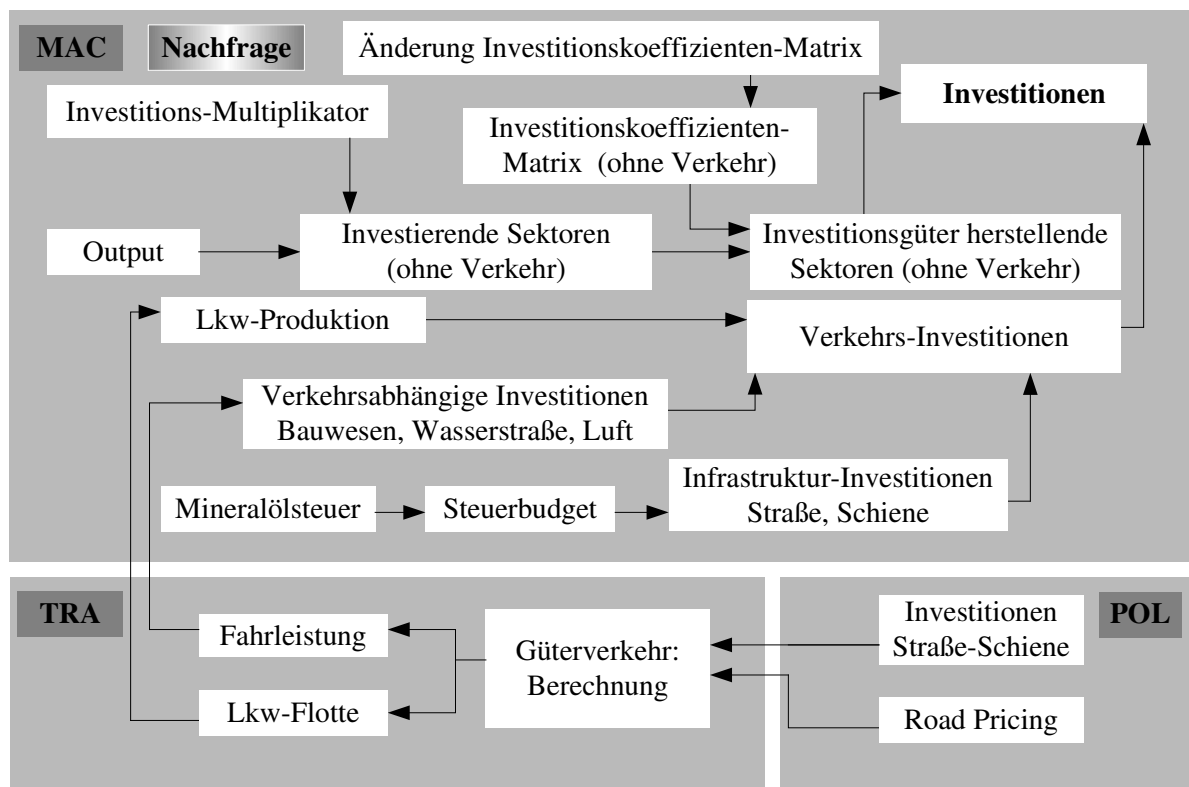 MAC
Nachfrage
Änderung Investitionskoeffizienten-Matrix
Investitionen
Investitions-Multiplikator
Investitionskoeffizienten-
Matrix (ohne Verkehr)
Output
Investierende Sektoren
(ohne Verkehr)
Investitionsgüter herstellende
Sektoren (ohne Verkehr)
Lkw-Produktion
Verkehrs-Investitionen
Verkehrsabhängige Investitionen
Bauwesen, Wasserstraße, Luft
Infrastruktur-Investitionen
Straße, Schiene
Mineralölsteuer
Steuerbudget
TRA
Fahrleistung
Lkw-Flotte
Güterverkehr:
Berechnung
Investitionen
Straße-Schiene
POL
Road Pricing